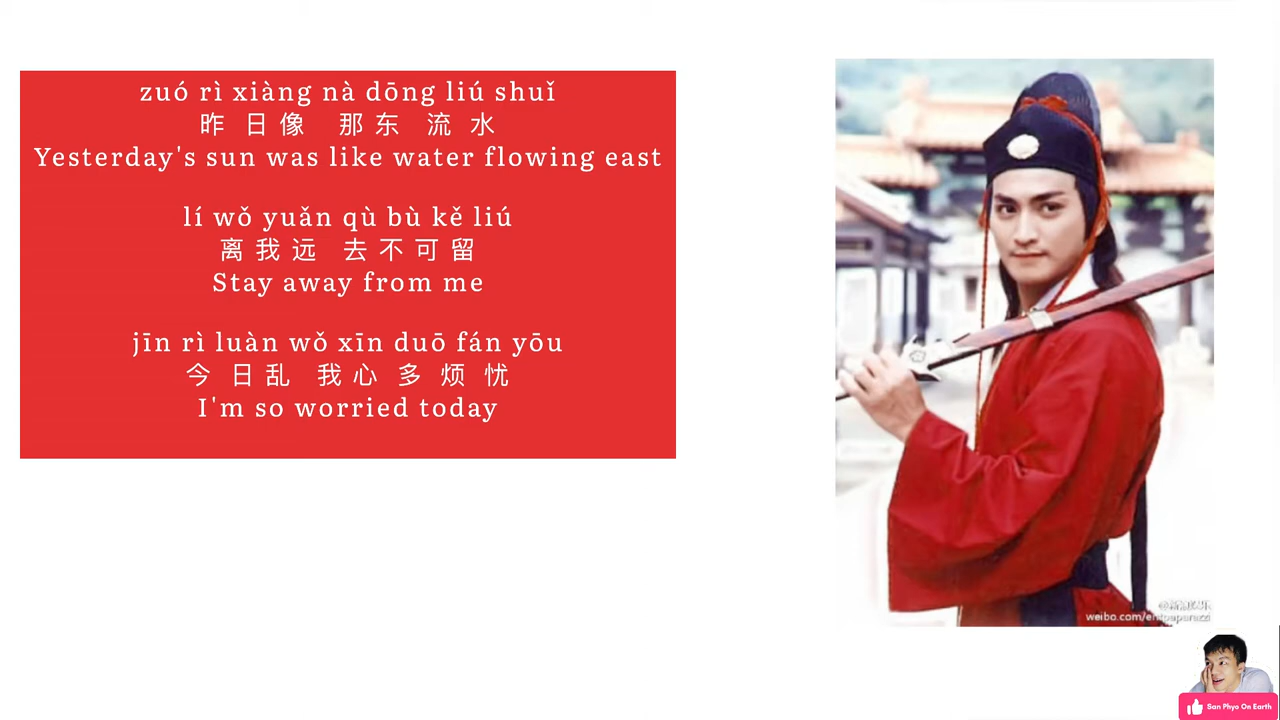 zuó rì xiàng nà dōng liú shuǐ
昨 日 像 那 东 流 水
Yesterday's sun was like water flowing east
lí wǒ yuǎn qù bù kě liú
离 我 远 去 不 可 留
Stay away from me
jīn rì luàn wǒ xīn duō fán yōu
今 日 乱 我 心 多 烦 忧
I'm so worried today
San Phyo On Earth